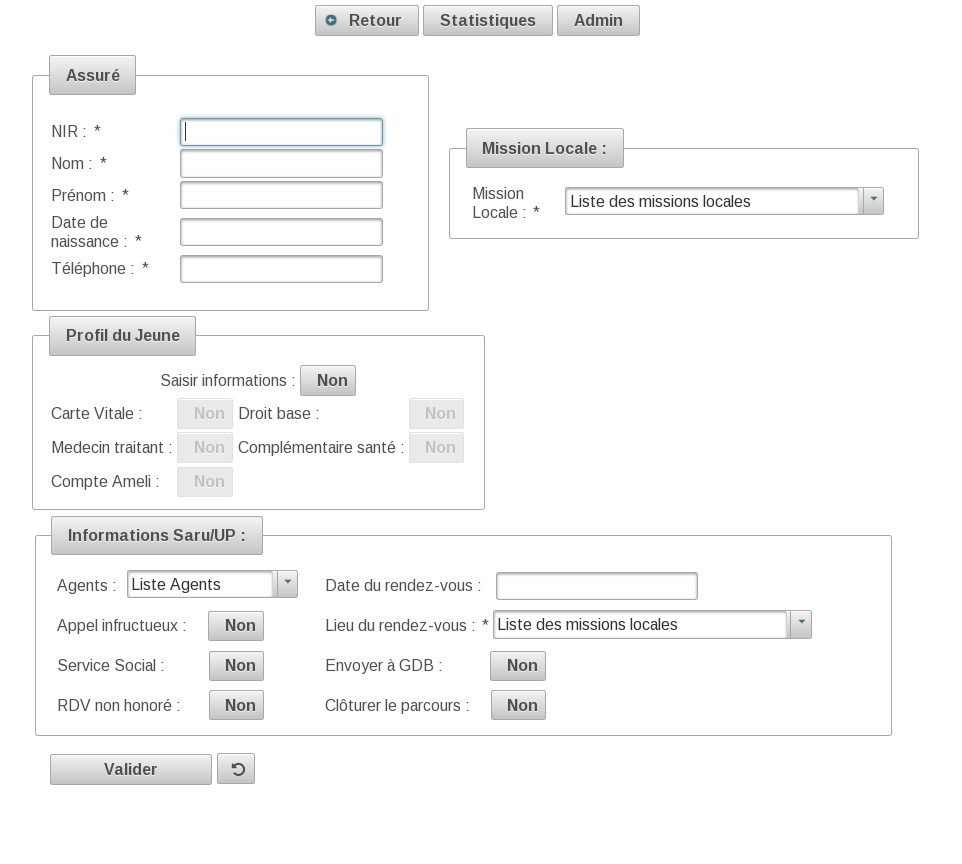 Retour Statistiques Admin
Assuré
NIR : *
Nom : *
Prénom : *
Date de
naissance : *
Téléphone : *
Mission Locale :
Mission
Locale : * Liste des missions locales
Profil du Jeune
Saisir informations : Non
Carte Vitale : Non Droit base : Non
Medecin traitant : Non Complémentaire santé : Non
Compte Ameli : Non
Informations Saru/UP :
Agents : Liste Agents Date du rendez-vous :
Appel infructueux : Non Lieu du rendez-vous : * Liste des missions locales
Service Social : Non Envoyer à GDB : Non
RDV non honoré : Non Clôturer le parcours : Non
Valider